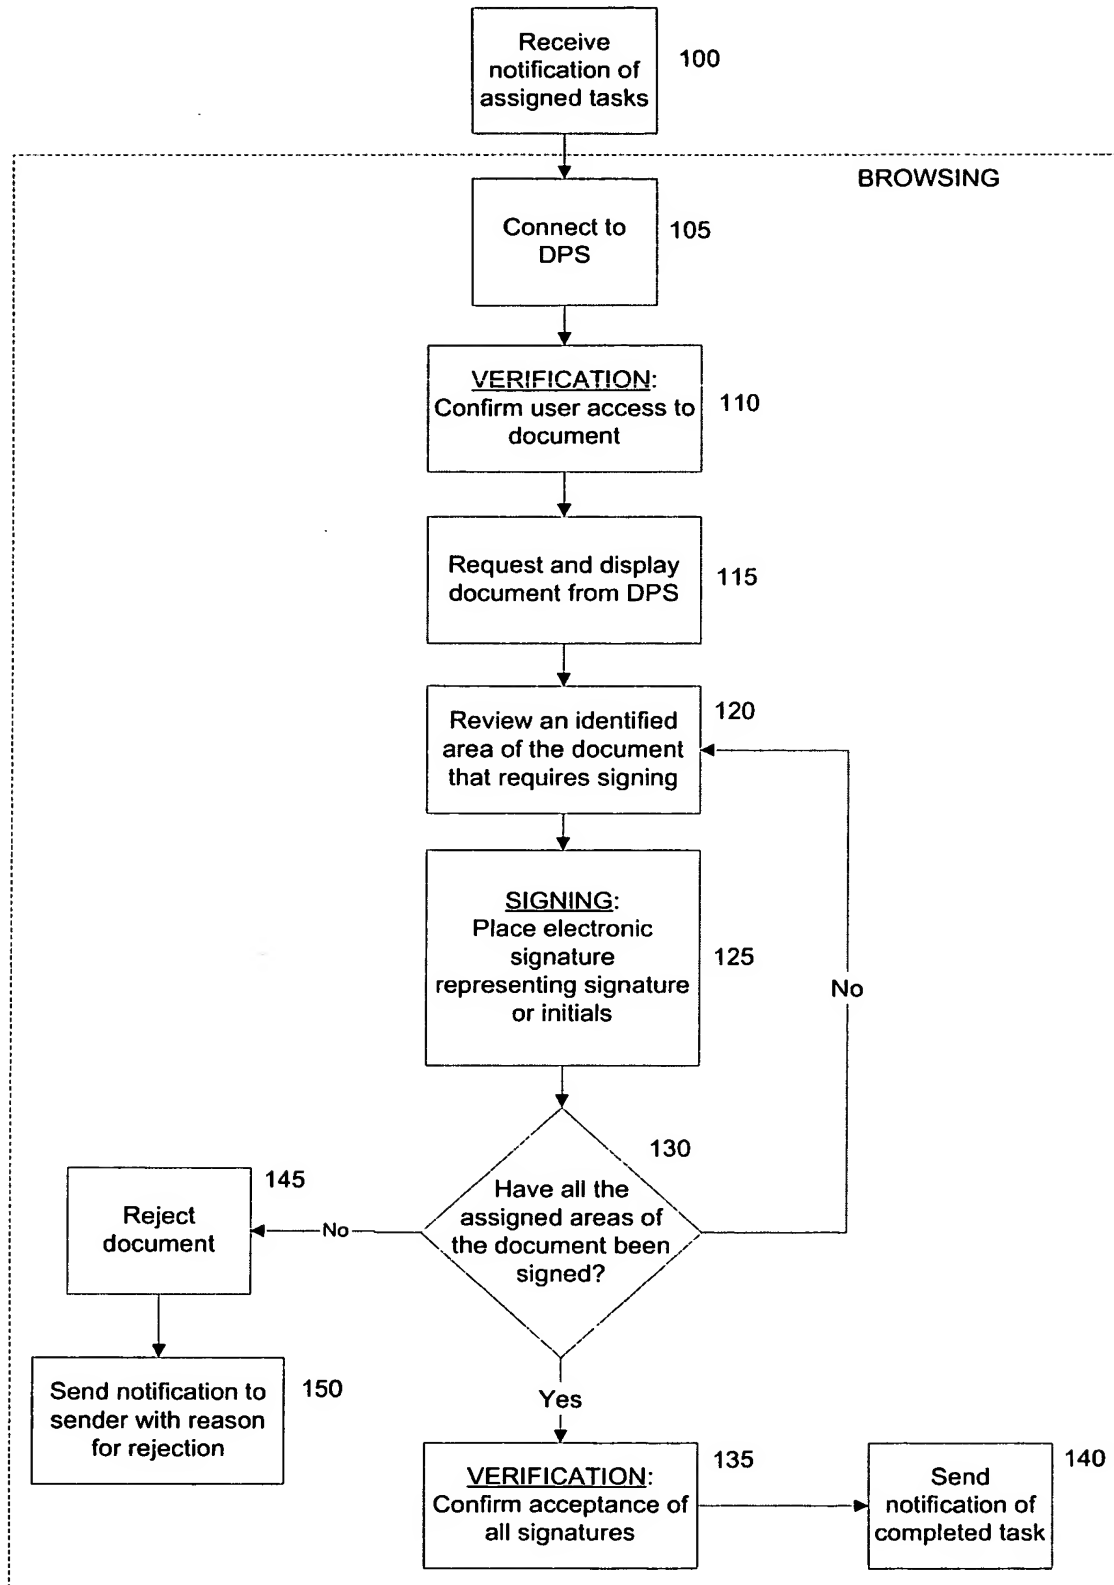 Receive
notification of
assigned tasks
100
BROWSING
Connect to
DPS
105
VERIFICATION:
Confirm user access to
document
110
Request and display
document from DPS
115
Review an identified
area of the document
that requires signing
120
SIGNING:
Place electronic
signature
representing signature
or initials
125
No
130
Have all the
assigned areas of
the document been
signed?
No
145
Reject
document
150
Send notification to
sender with reason
for rejection
Yes
VERIFICATION:
Confirm acceptance of
all signatures
135
Send
notification of
completed task
140